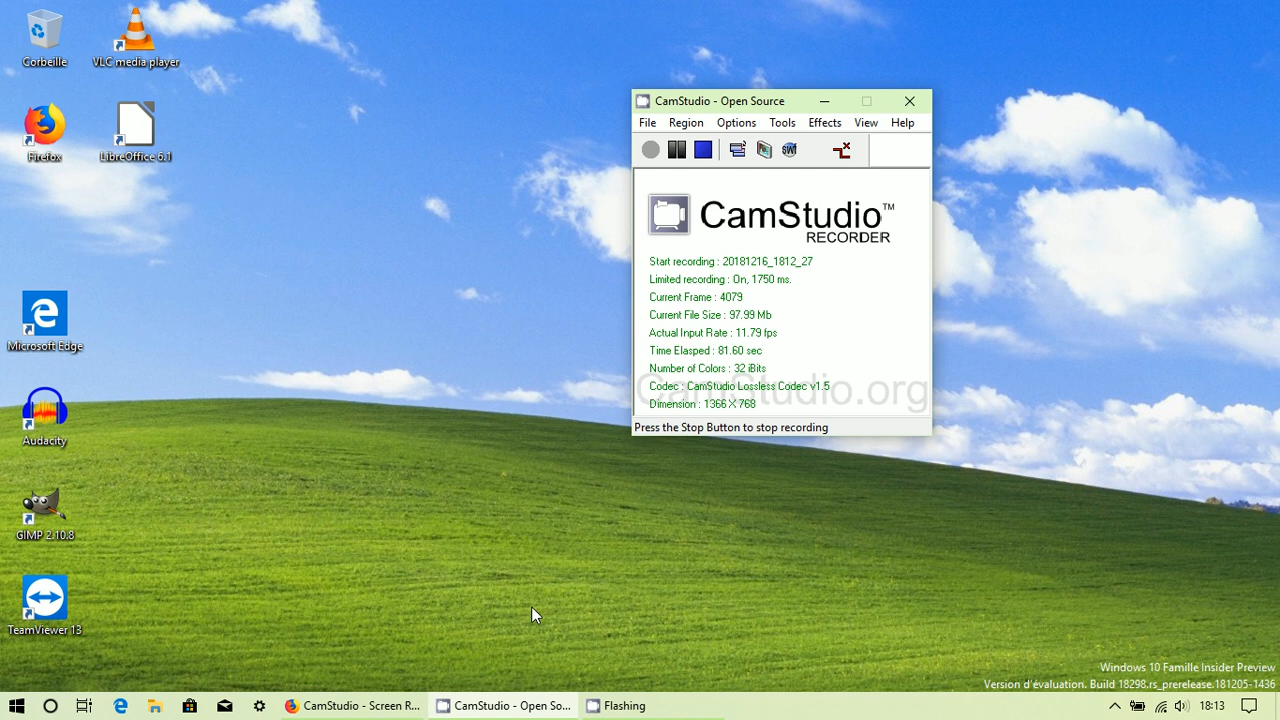 Corbeille
VLC media player
Firefox
LibreOffice 6.1
Microsoft Edge
Audacity
GIMP 2.10.8
TeamViewer 13
CamStudio - Open Source
File Region Options Tools Effects View Help
SWF
CamStudio™
RECORDER
Start recording : 20181216_1812_27
Limited recording : On, 1750 ms.
Current Frame : 4079
Current File Size : 97.99 Mb
Actual Input Rate : 11.79 fps
Time Elasped : 81.60 sec
Number of Colors : 32 iBits
CamStudio.org
Codec : CamStudio Lossless Codec v1.5
Dimension : 1366 X 768
Press the Stop Button to stop recording
Windows 10 Famille Insider Preview
Version d'évaluation. Build 18298.rs_prerelease.181205-1436
CamStudio - Screen R...
CamStudio - Open So...
Flashing
18:13